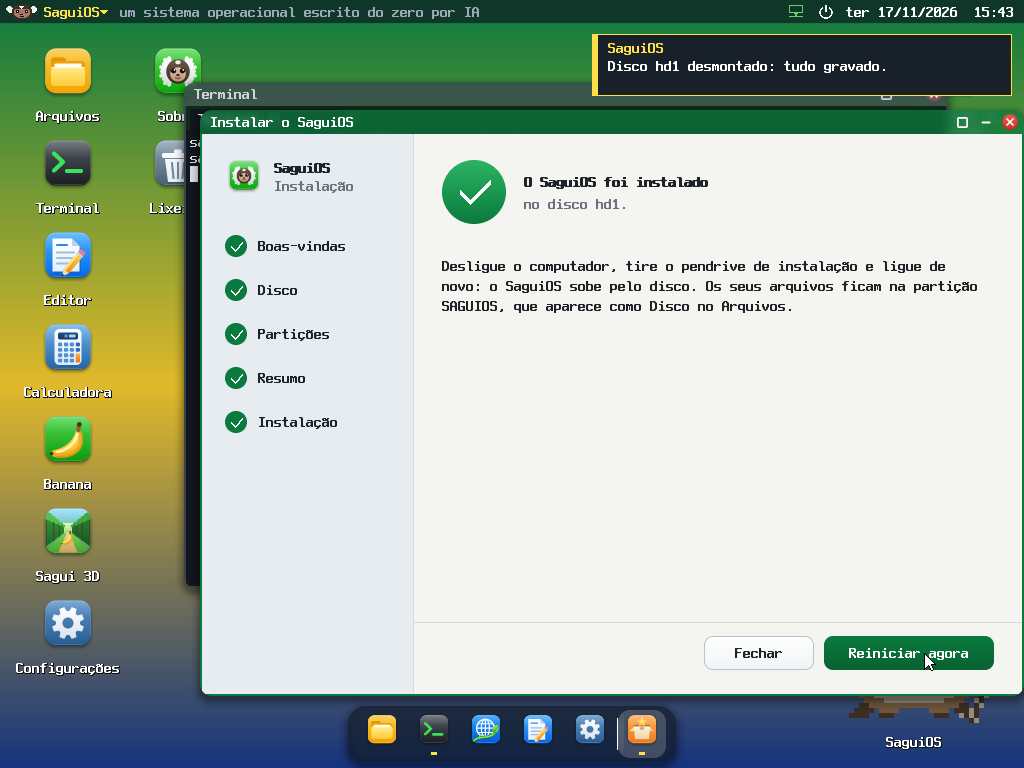 SaguiOS
um sistema operacional escrito do zero por IA
ter 17/11/2026
15:43
SaguiOS
Disco hd1 desmontado: tudo gravado.
Arquivos
Terminal
Editor
Calculadora
Banana
Sagui 3D
Configurações
Terminal
Instalar o SaguiOS
SaguiOS
Instalação
Boas-vindas
Disco
Partições
Resumo
Instalação
O SaguiOS foi instalado
no disco hd1.
Desligue o computador, tire o pendrive de instalação e ligue de
novo: o SaguiOS sobe pelo disco. Os seus arquivos ficam na partição
SAGUIOS, que aparece como Disco no Arquivos.
Fechar
Reiniciar agora
SaguiOS